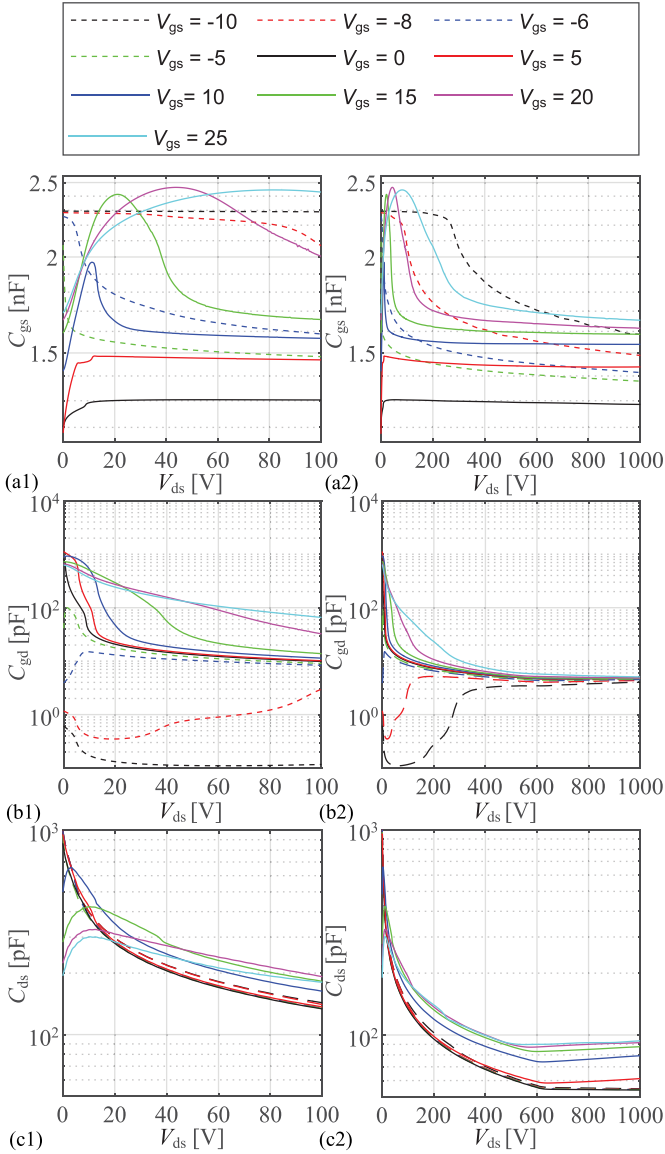 Vgs = -10 Vgs = -8 Vgs = -6
Vgs = -5 Vgs = 0 Vgs = 5
Vgs= 10 Vgs = 15 Vgs = 20
Vgs = 25
2.5 2.5
2 2
1.5 1.5
Cgs [nF] Cgs [nF]
0 20 40 60 80 100 0 200 400 600 800 1000
(a1) Vds [V] (a2) Vds [V]
10^4 10^4
10^2 10^2
10^0 10^0
Cgd [pF] Cgd [pF]
0 20 40 60 80 100 0 200 400 600 800 1000
(b1) Vds [V] (b2) Vds [V]
10^3 10^3
10^2 10^2
Cds [pF] Cds [pF]
0 20 40 60 80 100 0 200 400 600 800 1000
(c1) Vds [V] (c2) Vds [V]